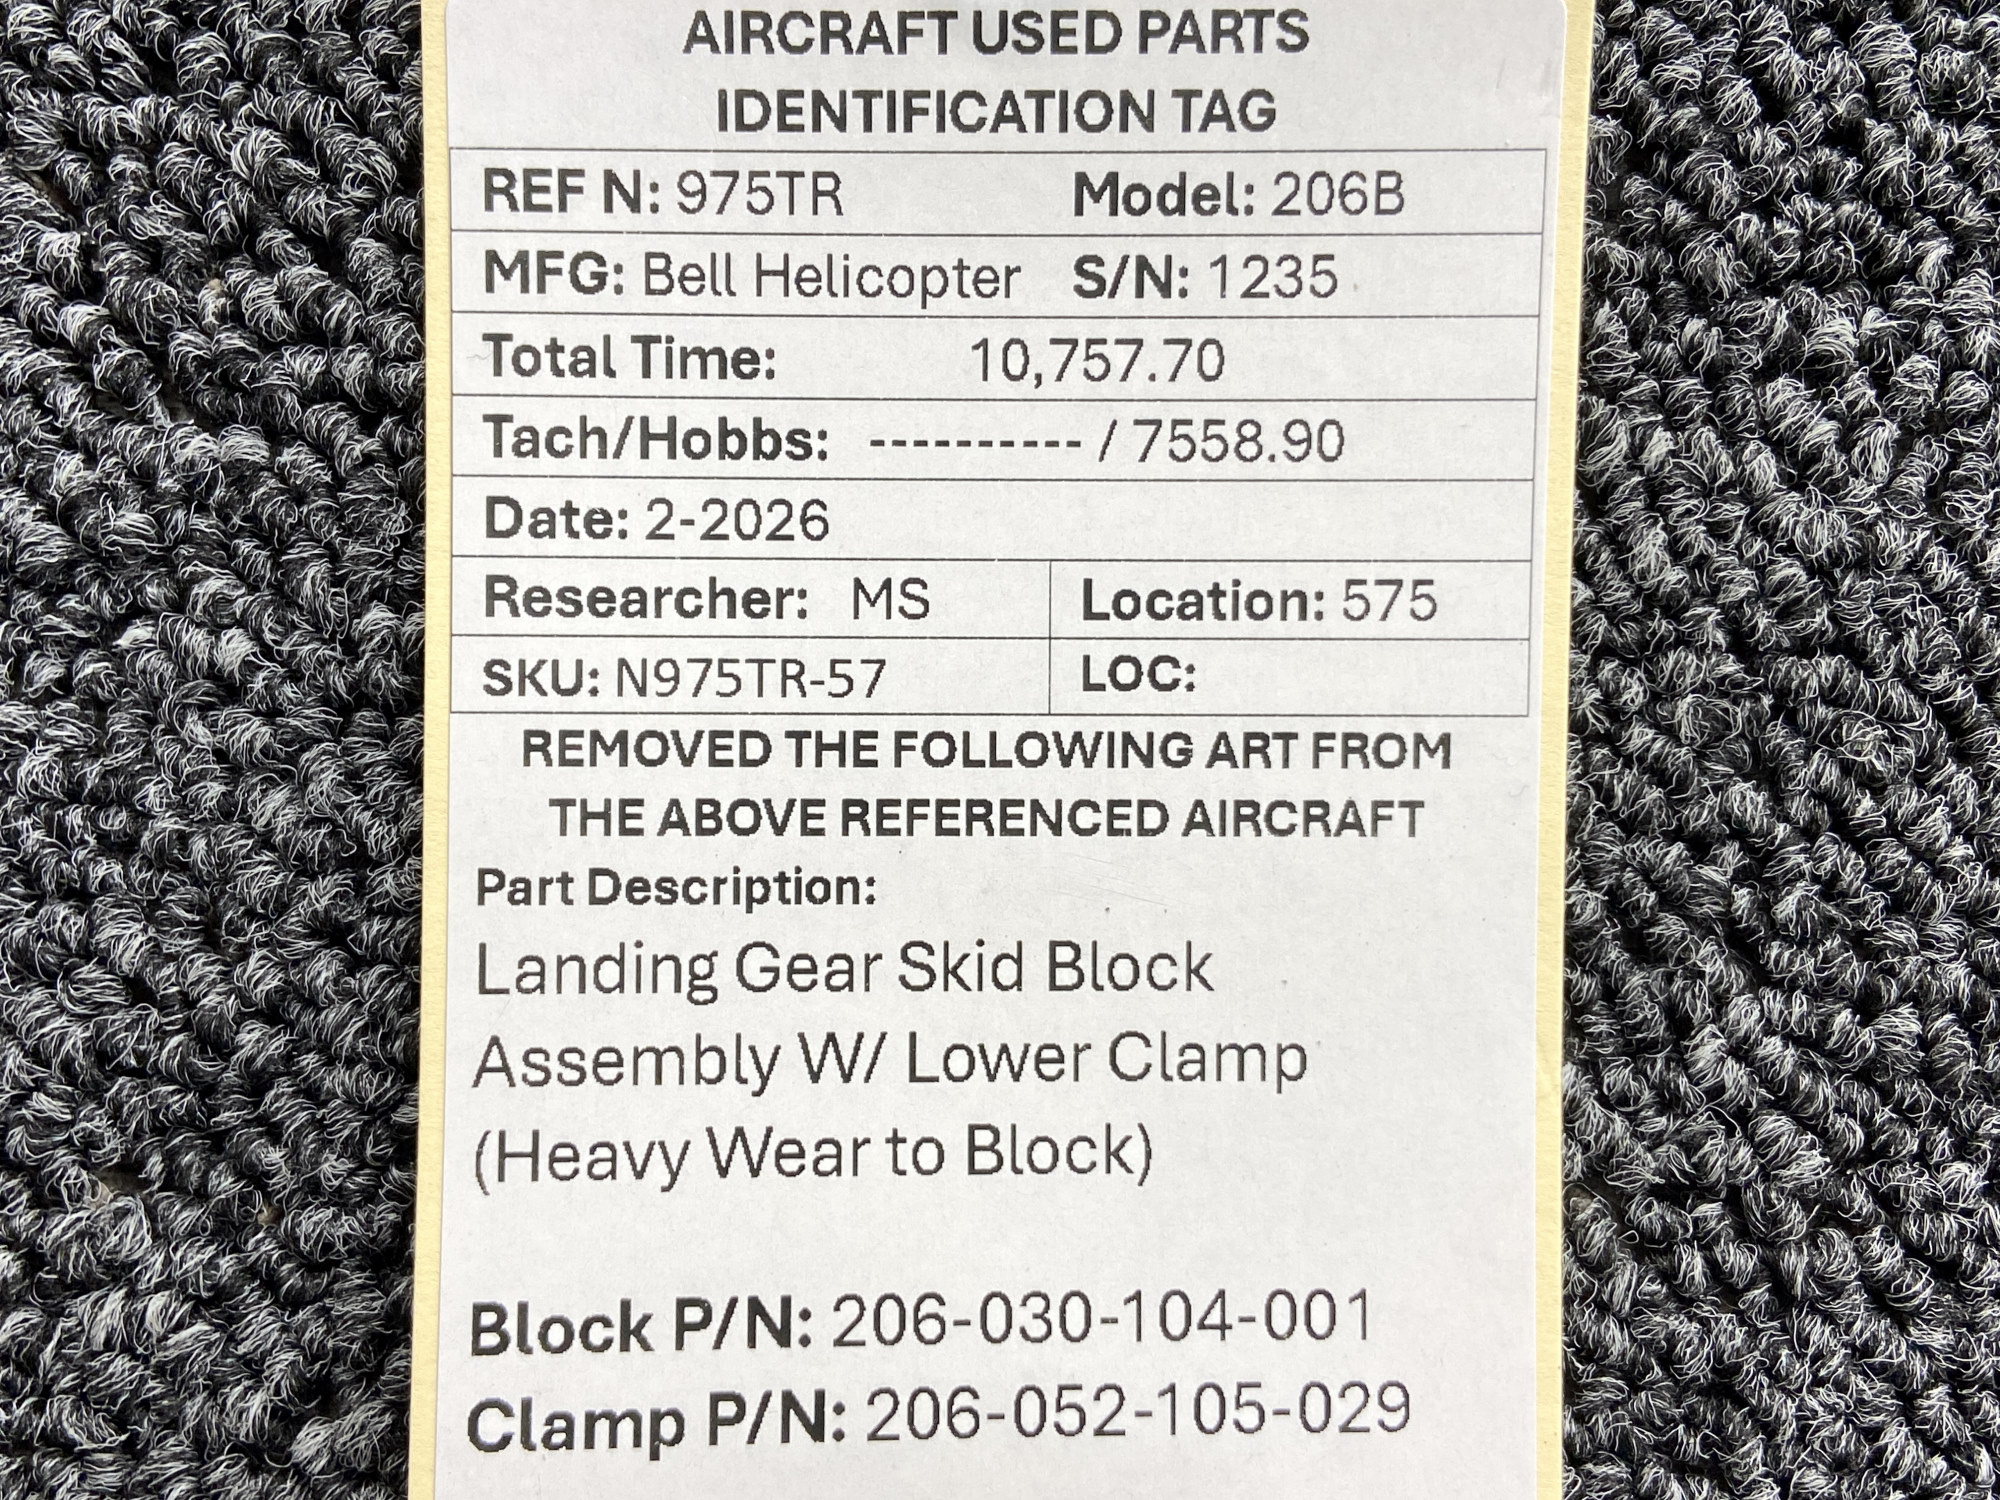 AIRCRAFT USED PARTS
IDENTIFICATION TAG
REF N: 975TR Model: 206B
MFG: Bell Helicopter S/N: 1235
Total Time: 10,757.70
Tach/Hobbs: ---------- / 7558.90
Date: 2-2026
Researcher: MS Location: 575
SKU: N975TR-57 LOC:
REMOVED THE FOLLOWING ART FROM
THE ABOVE REFERENCED AIRCRAFT
Part Description:
Landing Gear Skid Block
Assembly W/ Lower Clamp
(Heavy Wear to Block)
Block P/N: 206-030-104-001
Clamp P/N: 206-052-105-029